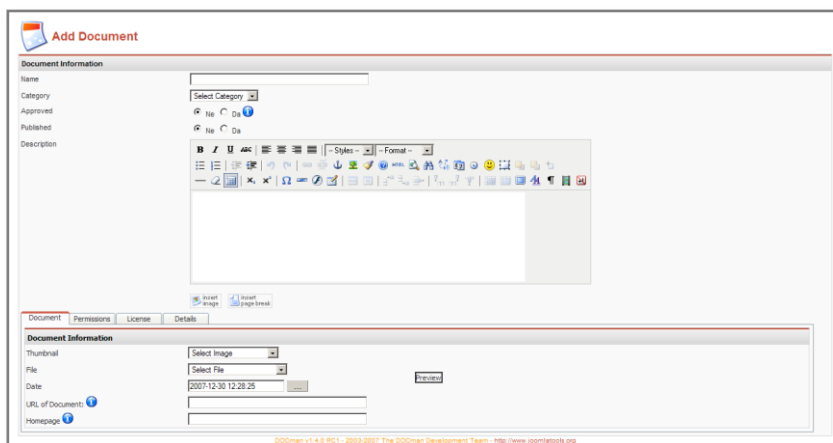 Add Document
Document Information
Name
Category Select Category
Approved Ne Da
Published Ne Da
Description
B I U ABC -- Styles -- -- Format --
HTML
insert image insert page break
Document Permissions License Details
Document Information
Thumbnail Select Image
File Select File
Preview
Date 2007-12-30 12:28:25 ...
URL of Document:
Homepage
DOCman v1.4.0 RC1 - 2003-2007 The DOCman Development Team - http://www.joomlatools.org